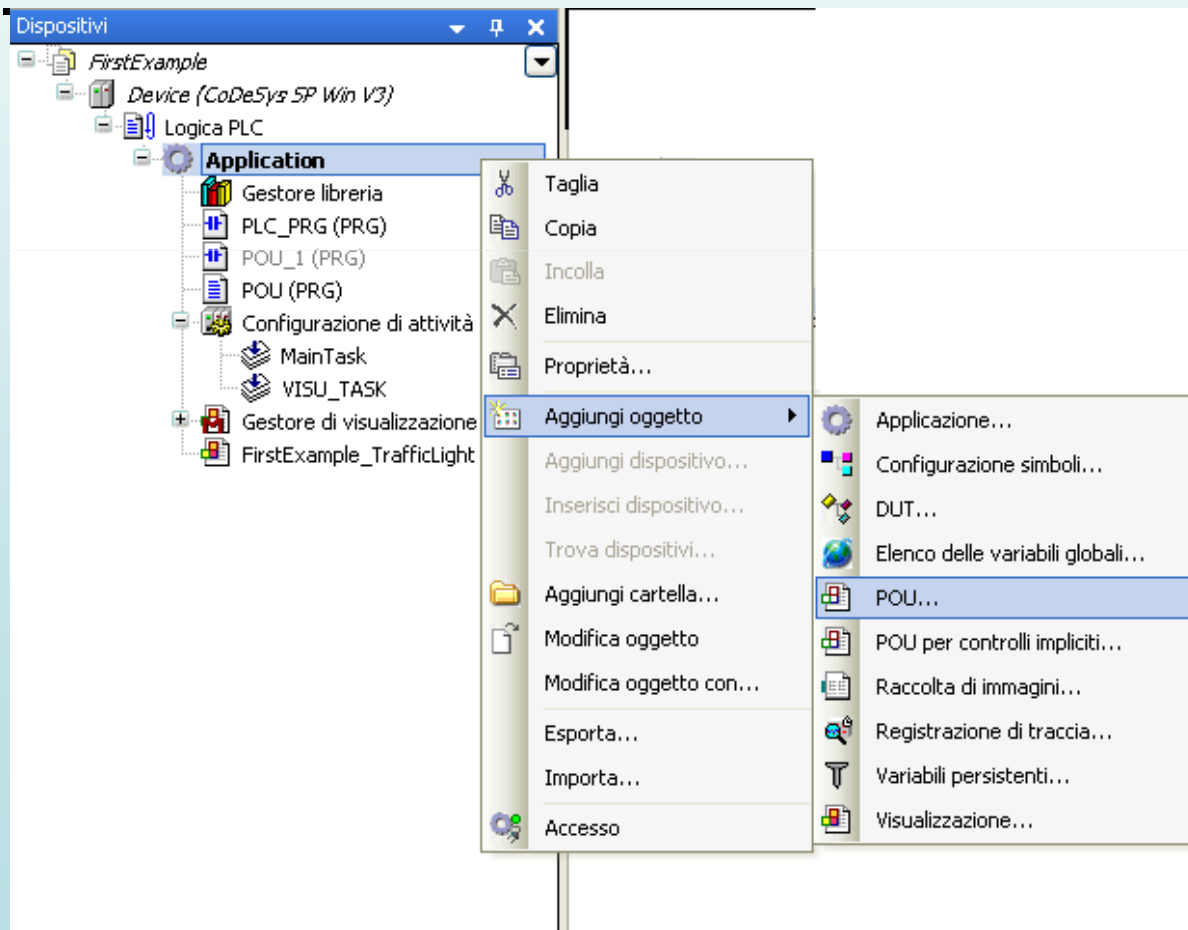 Dispositivi
FirstExample
Device (CoDeSys SP Win V3)
Logica PLC
Application
Gestore libreria
PLC_PRG (PRG)
POU_1 (PRG)
POU (PRG)
Configurazione di attività
MainTask
VISU_TASK
Gestore di visualizzazione
FirstExample_TrafficLight
Taglia
Copia
Incolla
Elimina
Proprietà...
Aggiungi oggetto
Aggiungi dispositivo...
Inserisci dispositivo...
Trova dispositivi...
Aggiungi cartella...
Modifica oggetto
Modifica oggetto con...
Esporta...
Importa...
Accesso
Applicazione...
Configurazione simboli...
DUT...
Elenco delle variabili globali...
POU...
POU per controlli impliciti...
Raccolta di immagini...
Registrazione di traccia...
Variabili persistenti...
Visualizzazione...